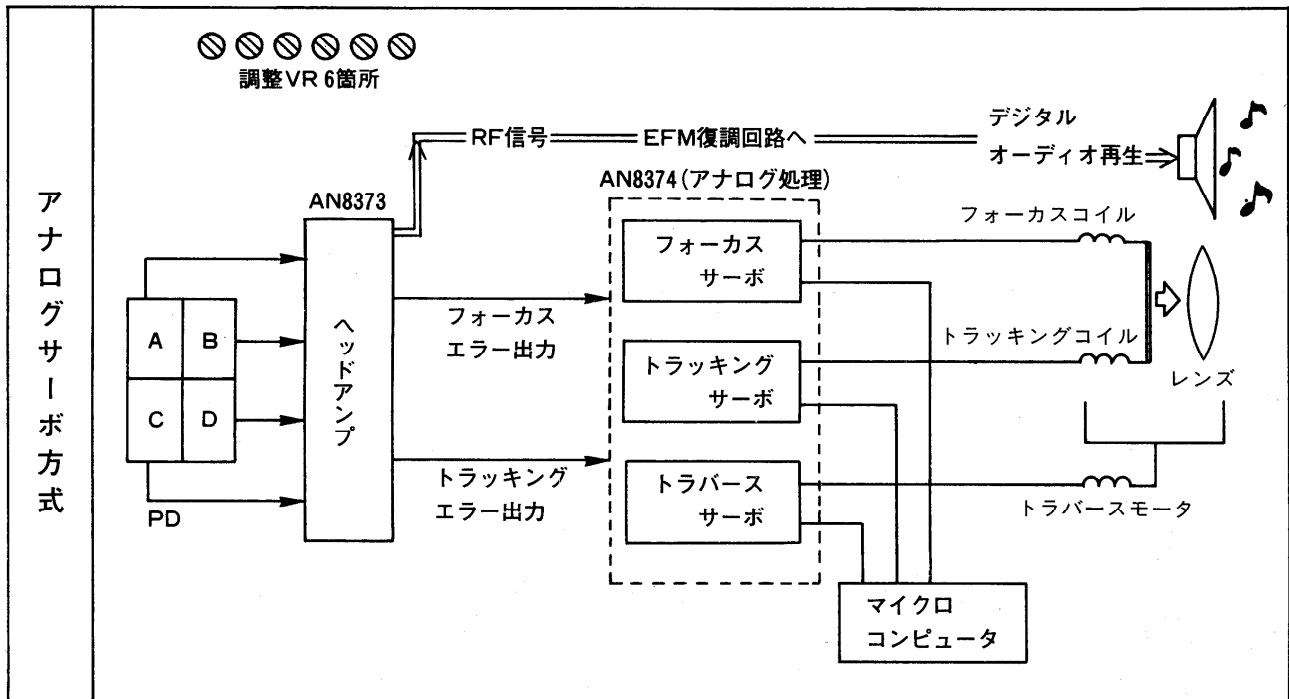 アナログサーボ方式
調整VR 6箇所
RF信号
EFM復調回路へ
デジタル
オーディオ再生
AN8373
AN8374(アナログ処理)
ヘッドアンプ
A
B
C
D
PD
フォーカス
エラー出力
トラッキング
エラー出力
フォーカス
サーボ
トラッキング
サーボ
トラバース
サーボ
フォーカスコイル
トラッキングコイル
レンズ
トラバースモータ
マイクロ
コンピュータ